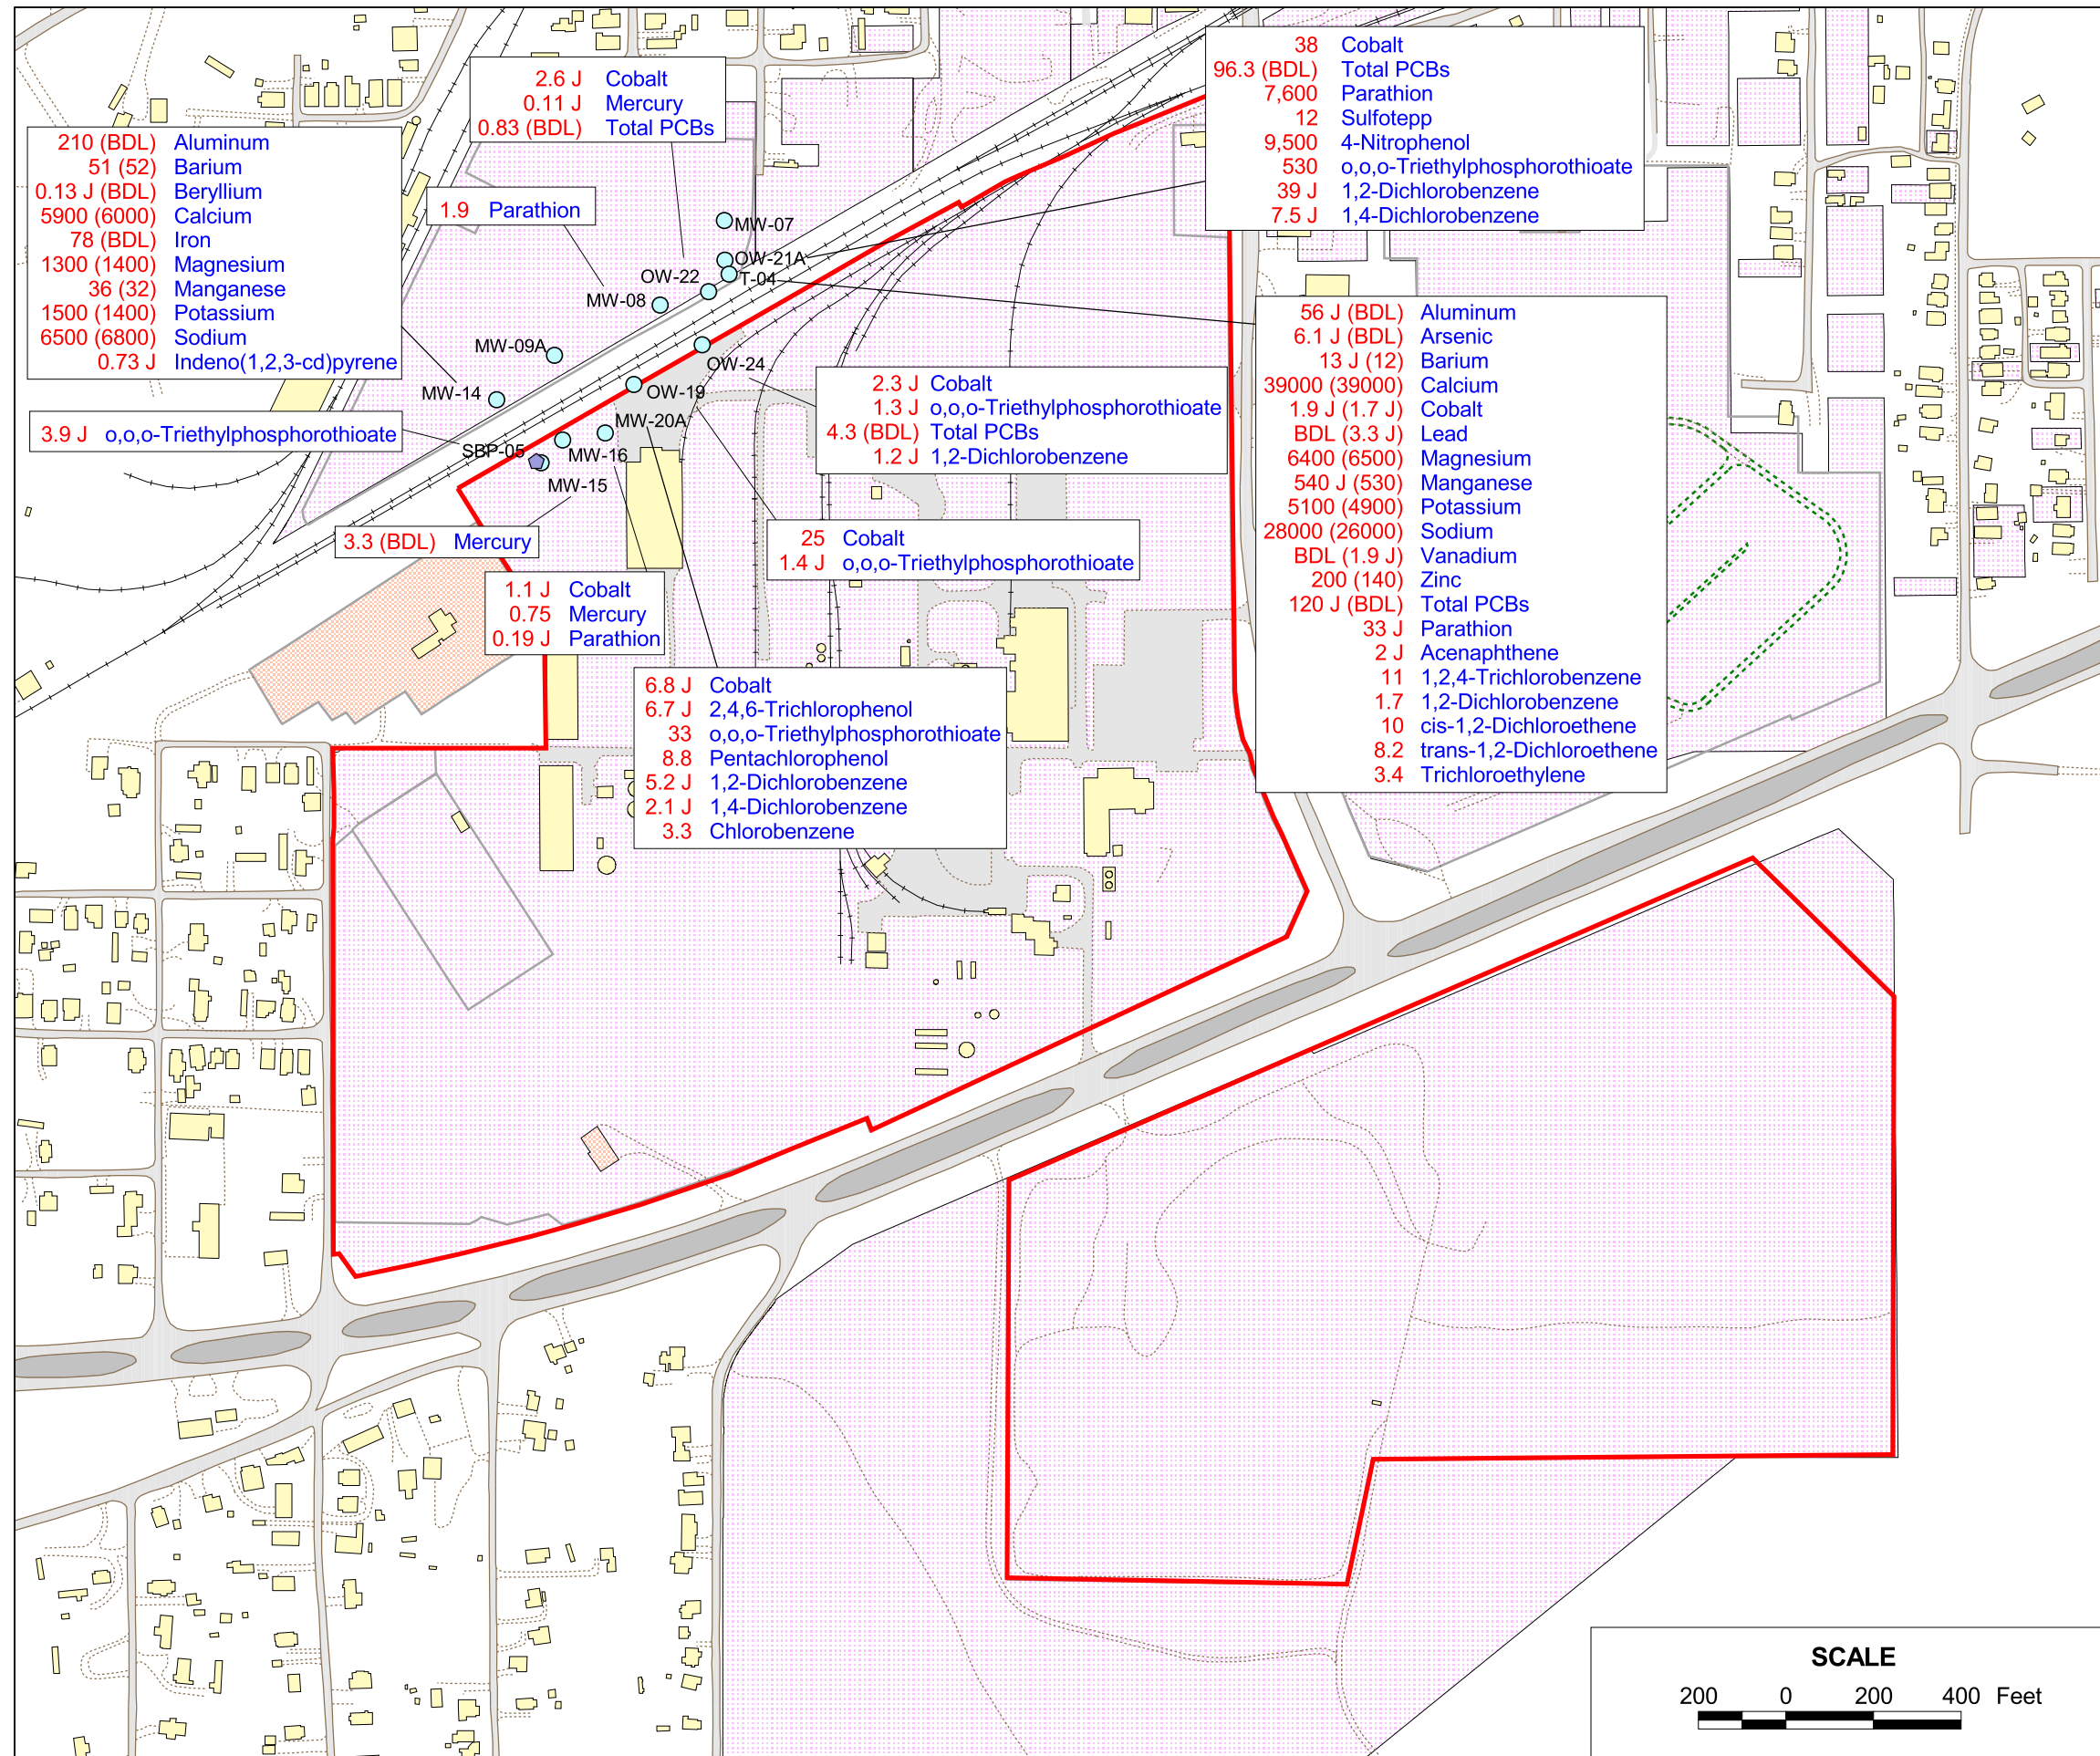 2.6 J Cobalt
0.11 J Mercury
0.83 (BDL) Total PCBs
38 Cobalt
96.3 (BDL) Total PCBs
7,600 Parathion
12 Sulfotepp
9,500 4-Nitrophenol
530 o,o,o-Triethylphosphorothioate
39 J 1,2-Dichlorobenzene
7.5 J 1,4-Dichlorobenzene
210 (BDL) Aluminum
51 (52) Barium
0.13 J (BDL) Beryllium
5900 (6000) Calcium
78 (BDL) Iron
1300 (1400) Magnesium
36 (32) Manganese
1500 (1400) Potassium
6500 (6800) Sodium
0.73 J Indeno(1,2,3-cd)pyrene
1.9 Parathion
MW-07
OW-21A
T-04
OW-22
MW-08
MW-09A
OW-24
MW-14
OW-19
MW-20A
SBP-05
MW-16
MW-15
3.9 J o,o,o-Triethylphosphorothioate
56 J (BDL) Aluminum
6.1 J (BDL) Arsenic
13 J (12) Barium
39000 (39000) Calcium
1.9 J (1.7 J) Cobalt
BDL (3.3 J) Lead
6400 (6500) Magnesium
540 J (530) Manganese
5100 (4900) Potassium
28000 (26000) Sodium
BDL (1.9 J) Vanadium
200 (140) Zinc
120 J (BDL) Total PCBs
33 J Parathion
2 J Acenaphthene
11 1,2,4-Trichlorobenzene
1.7 1,2-Dichlorobenzene
10 cis-1,2-Dichloroethene
8.2 trans-1,2-Dichloroethene
3.4 Trichloroethylene
2.3 J Cobalt
1.3 J o,o,o-Triethylphosphorothioate
4.3 (BDL) Total PCBs
1.2 J 1,2-Dichlorobenzene
3.3 (BDL) Mercury
25 Cobalt
1.4 J o,o,o-Triethylphosphorothioate
1.1 J Cobalt
0.75 Mercury
0.19 J Parathion
6.8 J Cobalt
6.7 J 2,4,6-Trichlorophenol
33 o,o,o-Triethylphosphorothioate
8.8 Pentachlorophenol
5.2 J 1,2-Dichlorobenzene
2.1 J 1,4-Dichlorobenzene
3.3 Chlorobenzene
SCALE
200 0 200 400 Feet